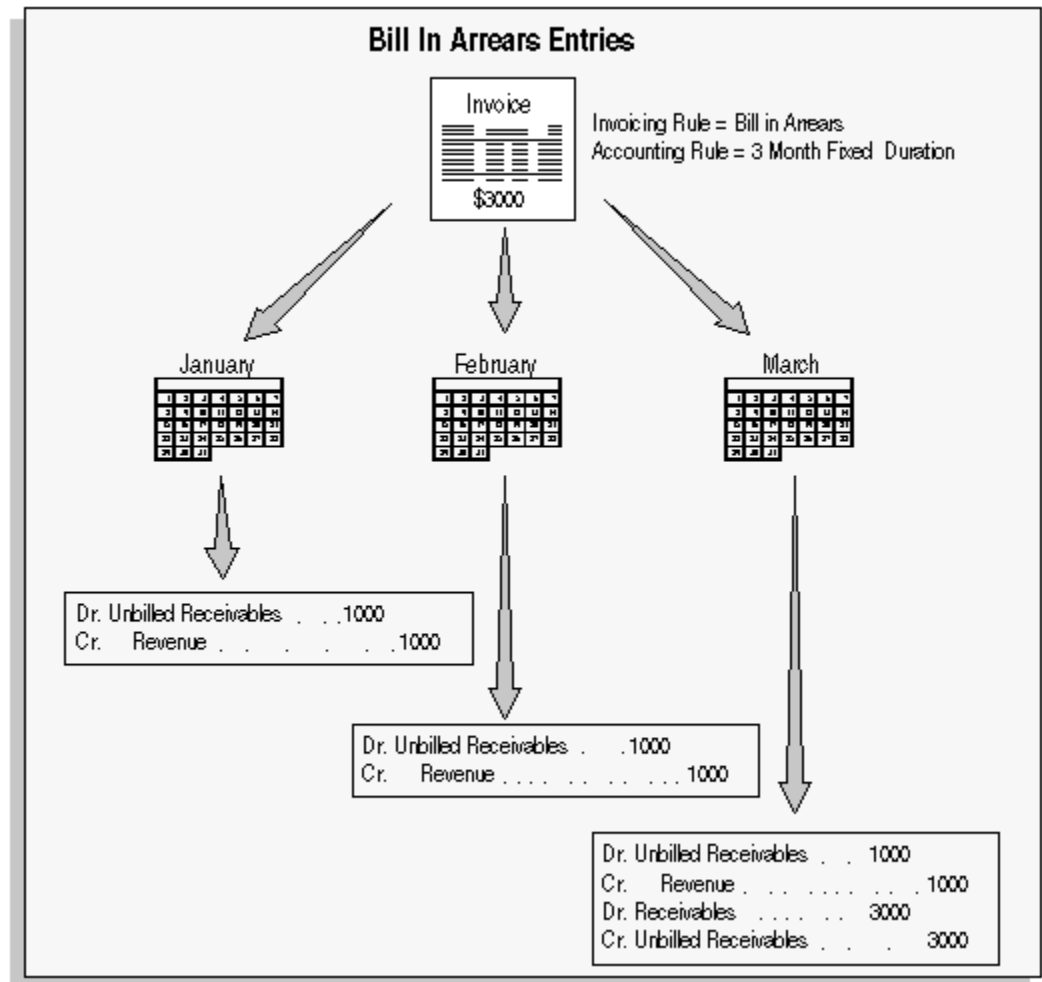 Bill In Arrears Entries
Invoice
$3000
Invoicing Rule = Bill in Arrears
Accounting Rule = 3 Month Fixed Duration
January
February
March
Dr. Unbilled Receivables . . .1000
Cr. Revenue . . . . . .1000
Dr. Unbilled Receivables . .1000
Cr. Revenue . . . . . . . . . . . 1000
Dr. Unbilled Receivables . . 1000
Cr. Revenue . . . . . . . . . 1000
Dr. Receivables . . . . . . . 3000
Cr. Unbilled Receivables . . . 3000